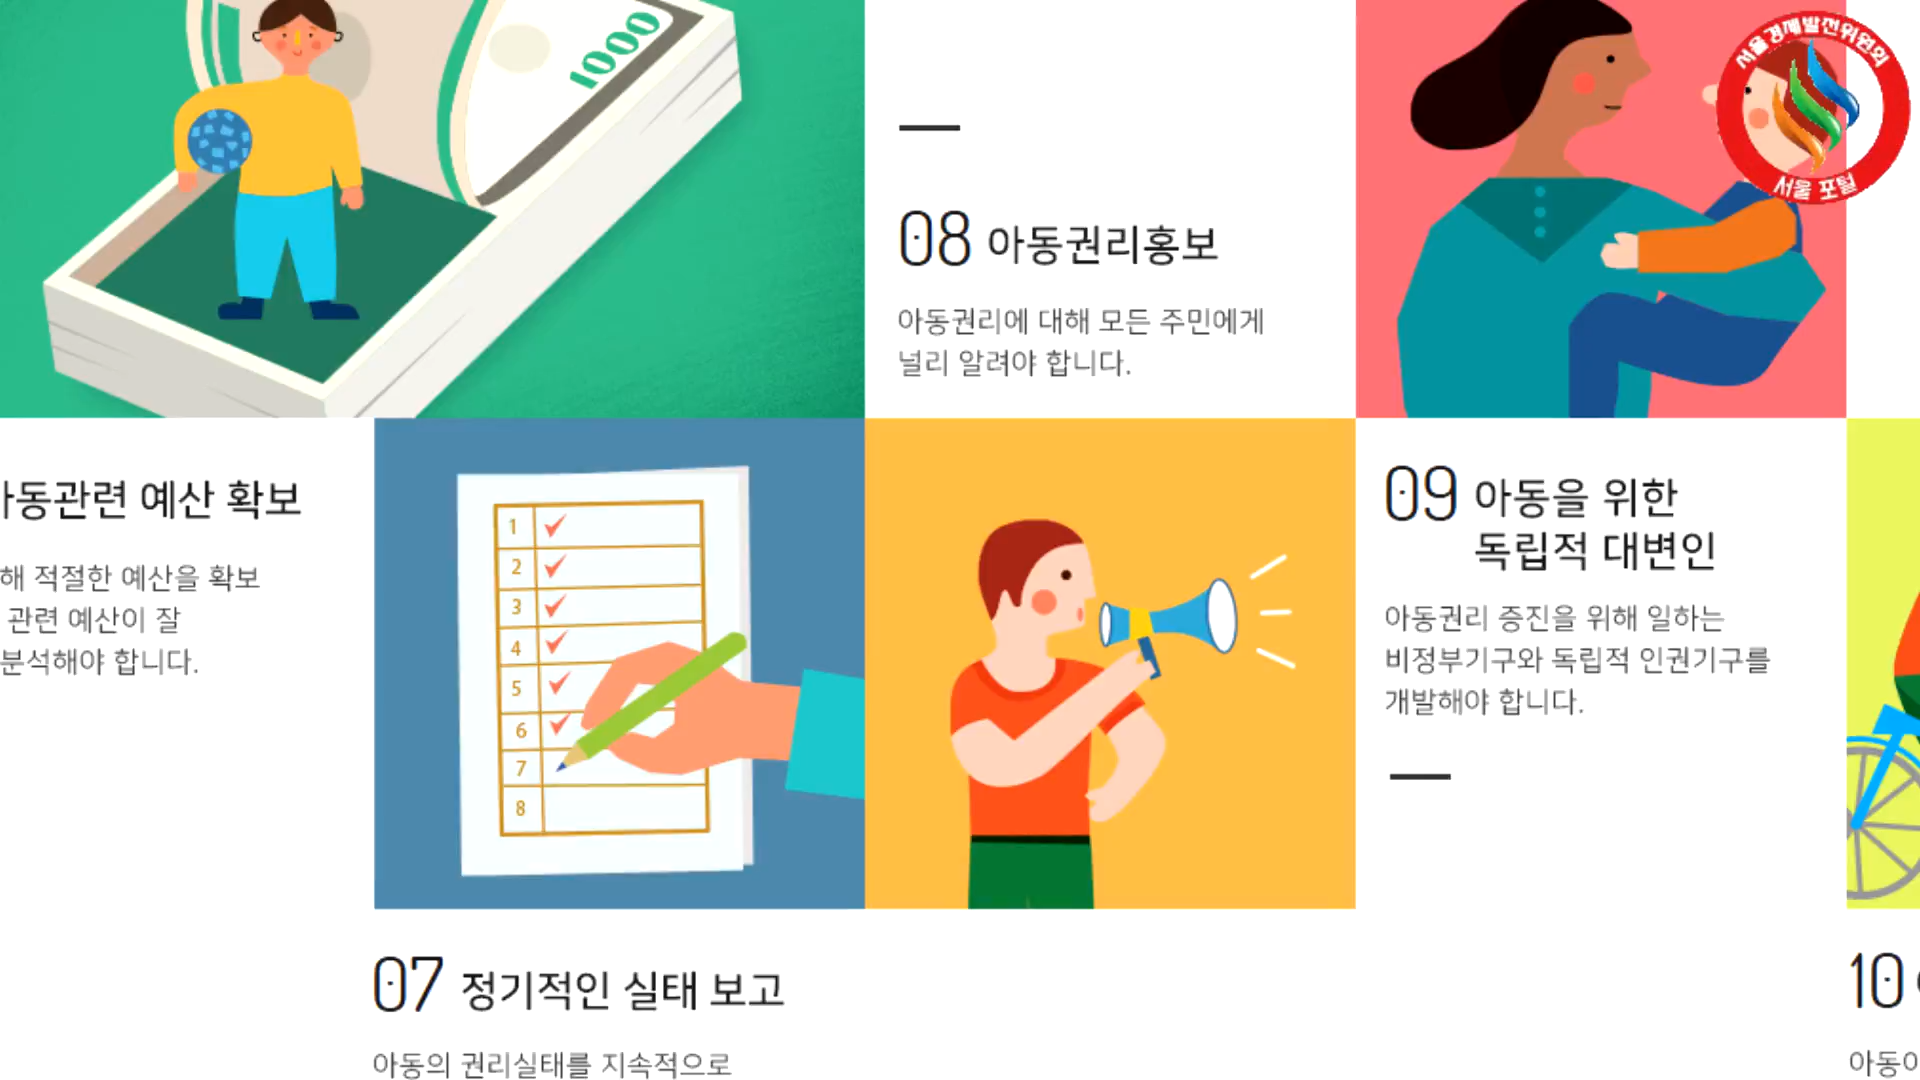 1000
서울경제발전위원회
서울 포털
08 아동권리홍보
아동권리에 대해 모든 주민에게
널리 알려야 합니다.
아동관련 예산 확보
해 적절한 예산을 확보
관련 예산이 잘
분석해야 합니다.
1
2
3
4
5
6
7
8
09 아동을 위한
독립적 대변인
아동권리 증진을 위해 일하는
비정부기구와 독립적 인권기구를
개발해야 합니다.
07 정기적인 실태 보고
아동의 권리실태를 지속적으로
10